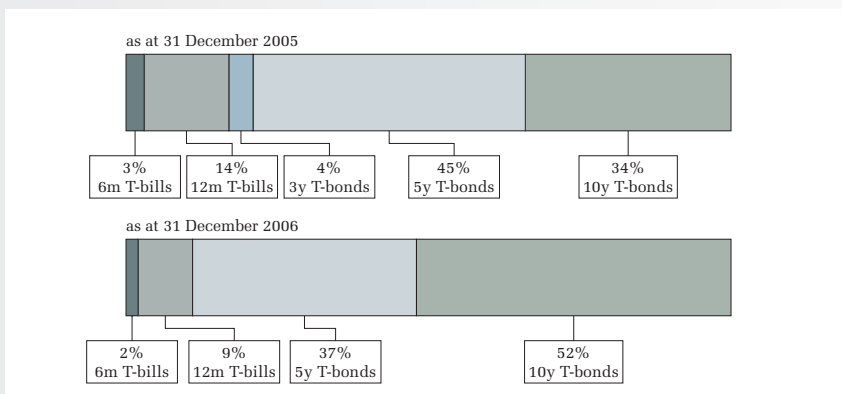 as at 31 December 2005
3%
6m T-bills
14%
12m T-bills
4%
3y T-bonds
45%
5y T-bonds
34%
10y T-bonds
as at 31 December 2006
2%
6m T-bills
9%
12m T-bills
37%
5y T-bonds
52%
10y T-bonds